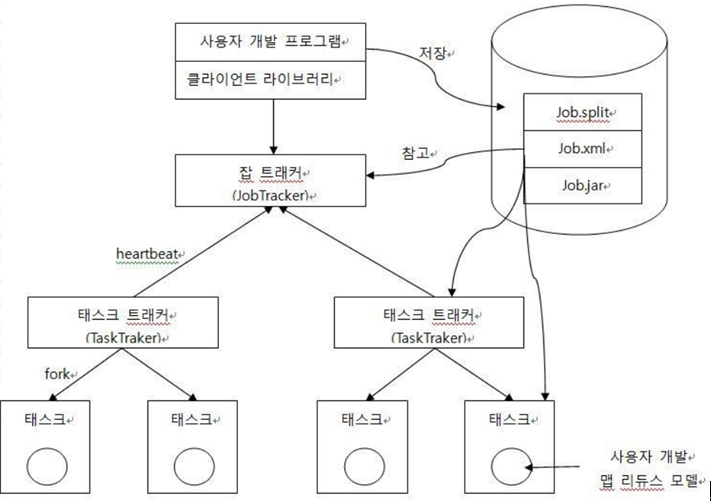 사용자 개발 프로그램
클라이언트 라이브러리
저장
Job.split
Job.xml
Job.jar
참고
잡 트래커
(JobTracker)
heartbeat
태스크 트래커
(TaskTraker)
태스크 트래커
(TaskTraker)
fork
태스크
태스크
태스크
태스크
사용자 개발
맵 리듀스 모델